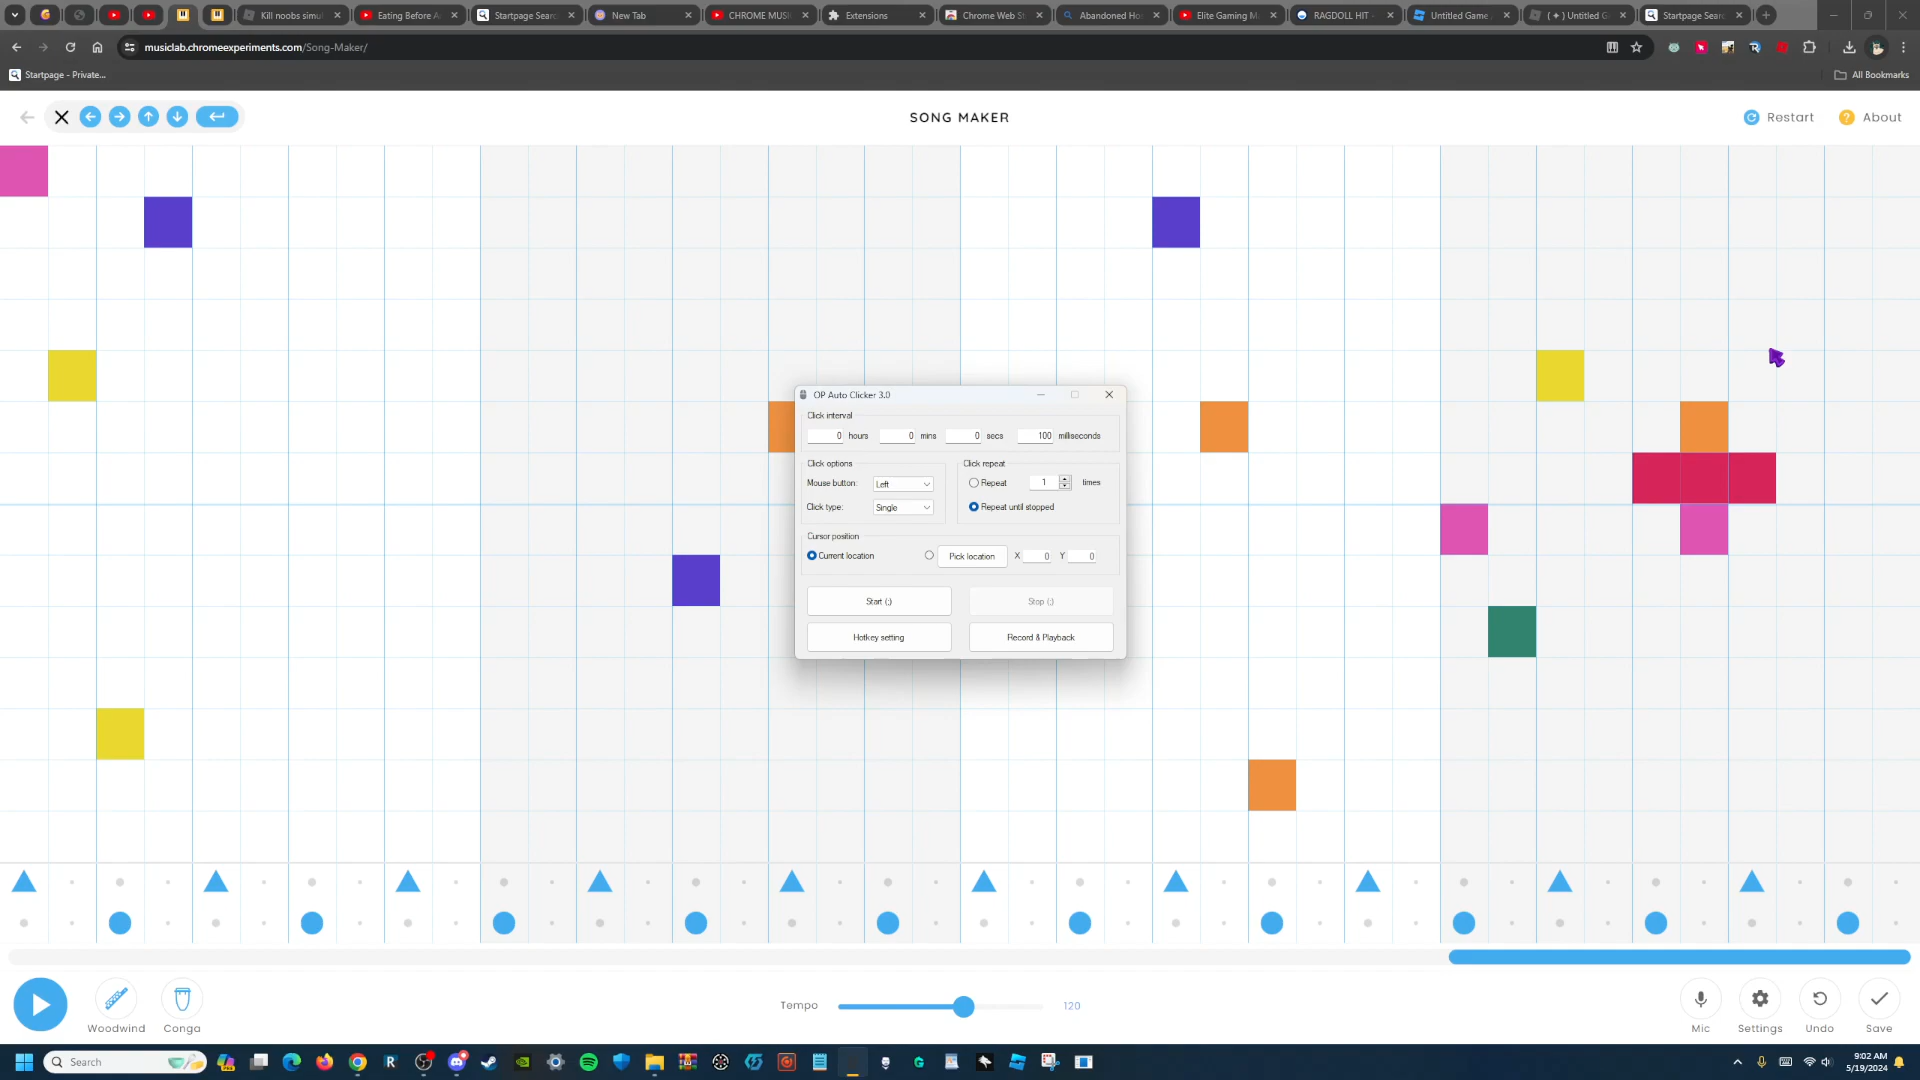 Kill noobs simu
Eating Before A
Startpage Sear
New Tab
CHROME MUSI
Extensions
Chrome Web St
Abandoned Ho
Elite Gaming M
RAGDOLL HIT -
Untitled Game
( ✦ ) Untitled G
Startpage Sear
musiclab.chromeexperiments.com/Song-Maker/
Startpage - Private...
All Bookmarks
SONG MAKER
Restart
? About
OP Auto Clicker 3.0
Click interval
0 hours 0 mins 0 secs 100 milliseconds
Click options
Mouse button: Left
Click type: Single
Click repeat
Repeat 1 times
Repeat until stopped
Cursor position
Current location
Pick location X 0 Y 0
Start (;)
Stop (;)
Hotkey setting
Record & Playback
Woodwind
Conga
Tempo 120
Mic
Settings
Undo
Save
Search
9:02 AM
5/19/2024